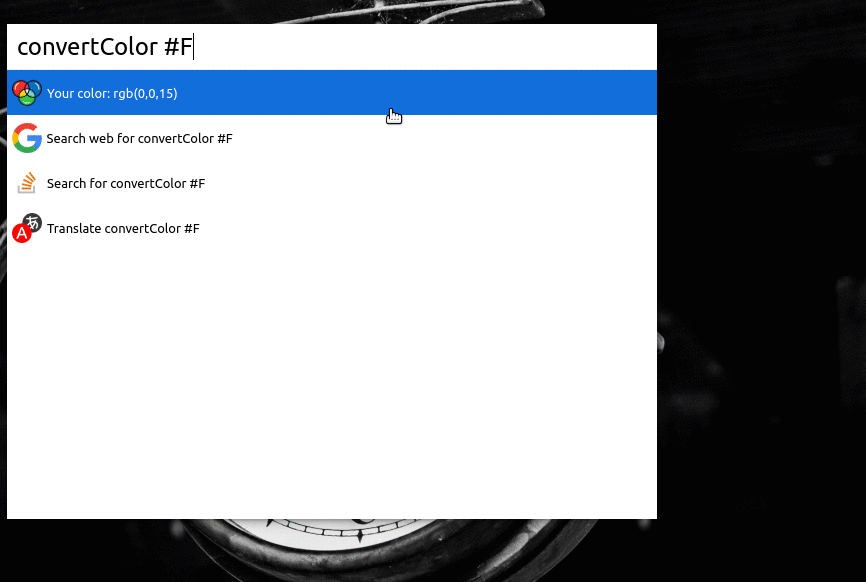 convertColor #F
Your color: rgb(0,0,15)
Search web for convertColor #F
Search for convertColor #F
Translate convertColor #F